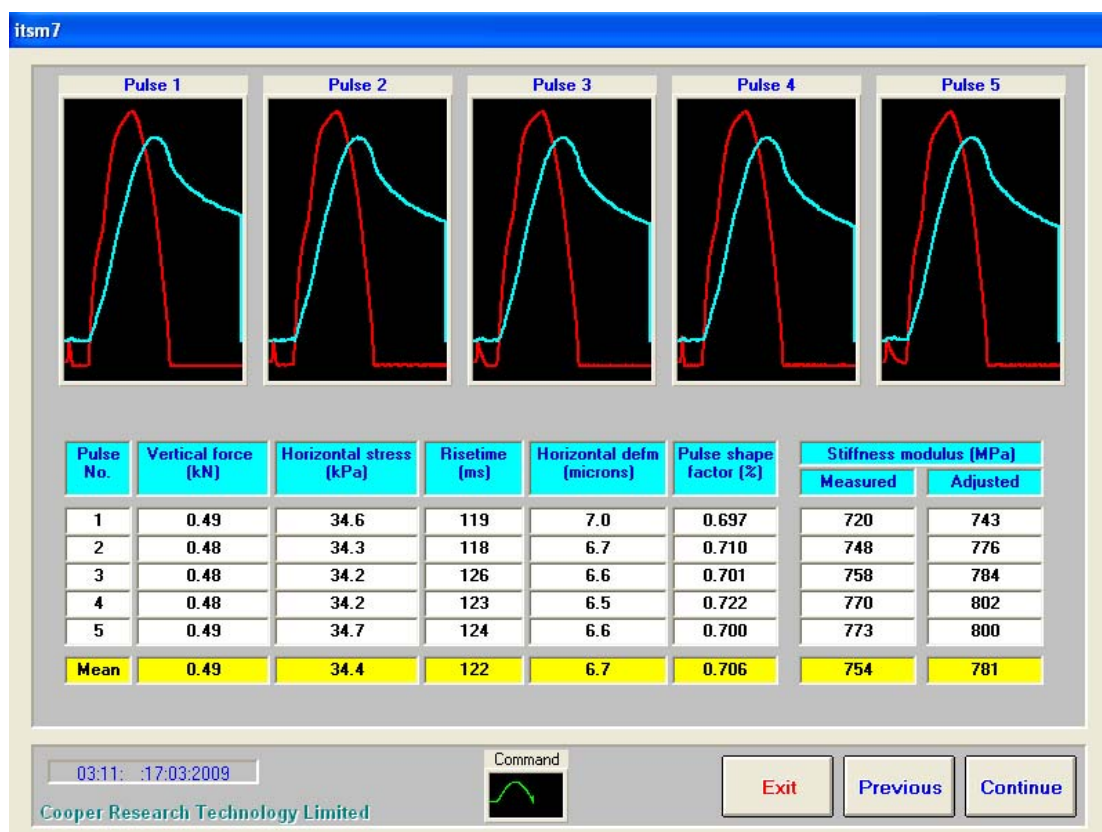 itsm7
Pulse 1 Pulse 2 Pulse 3 Pulse 4 Pulse 5
Pulse No. Vertical force (kN) Horizontal stress (kPa) Risetime (ms) Horizontal defm (microns) Pulse shape factor (%) Stiffness modulus (MPa)
Measured Adjusted
1 0.49 34.6 119 7.0 0.697 720 743
2 0.48 34.3 118 6.7 0.710 748 776
3 0.48 34.2 126 6.6 0.701 758 784
4 0.48 34.2 123 6.5 0.722 770 802
5 0.49 34.7 124 6.6 0.700 773 800
Mean 0.49 34.4 122 6.7 0.706 754 781
Command
03:11: :17:03:2009
Exit Previous Continue
Cooper Research Technology Limited